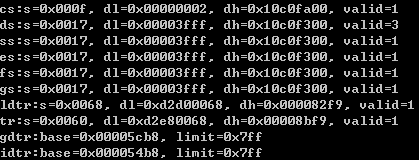 cs:s=0x000f, dl=0x00000002, dh=0x10c0fa00, valid=1
ds:s=0x0017, dl=0x00003fff, dh=0x10c0f300, valid=3
ss:s=0x0017, dl=0x00003fff, dh=0x10c0f300, valid=1
es:s=0x0017, dl=0x00003fff, dh=0x10c0f300, valid=1
fs:s=0x0017, dl=0x00003fff, dh=0x10c0f300, valid=1
gs:s=0x0017, dl=0x00003fff, dh=0x10c0f300, valid=1
ldtr:s=0x0068, dl=0xd2d00068, dh=0x000082f9, valid=1
tr:s=0x0060, dl=0xd2e80068, dh=0x00008bf9, valid=1
gdtr:base=0x00005cb8, limit=0x7ff
idtr:base=0x000054b8, limit=0x7ff